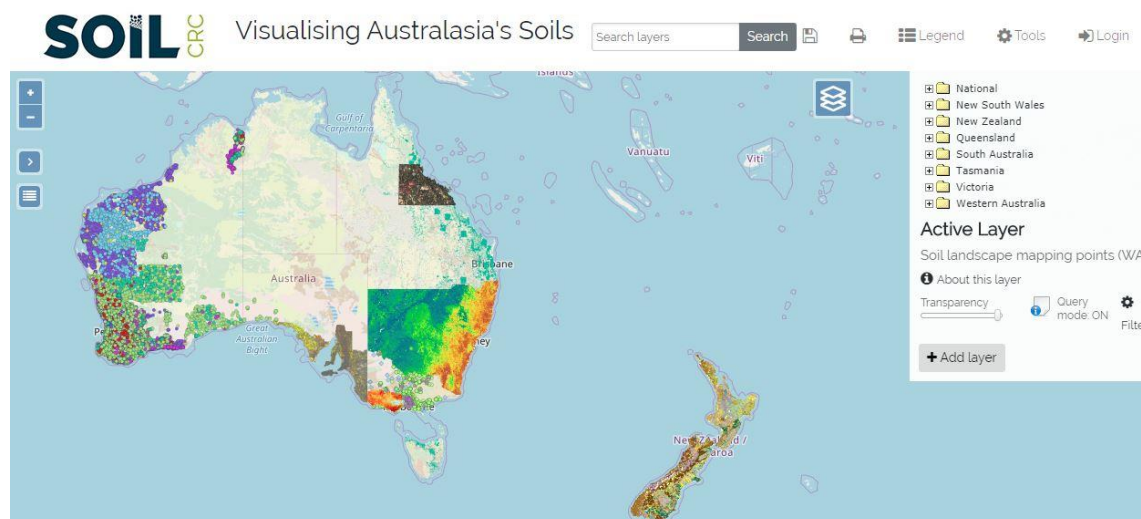 SOIL CRC
Visualising Australasia's Soils
Search layers
Search
Legend
Tools
Login
+
−
National
New South Wales
New Zealand
Queensland
South Australia
Tasmania
Victoria
Western Australia
Active Layer
Soil landscape mapping points (WA
About this layer
Transparency
Query
mode: ON
Filte
+ Add layer
Islands
Gulf of
Carpentaria
Vanuatu
Viti
Australia
Great
Australian
Bight